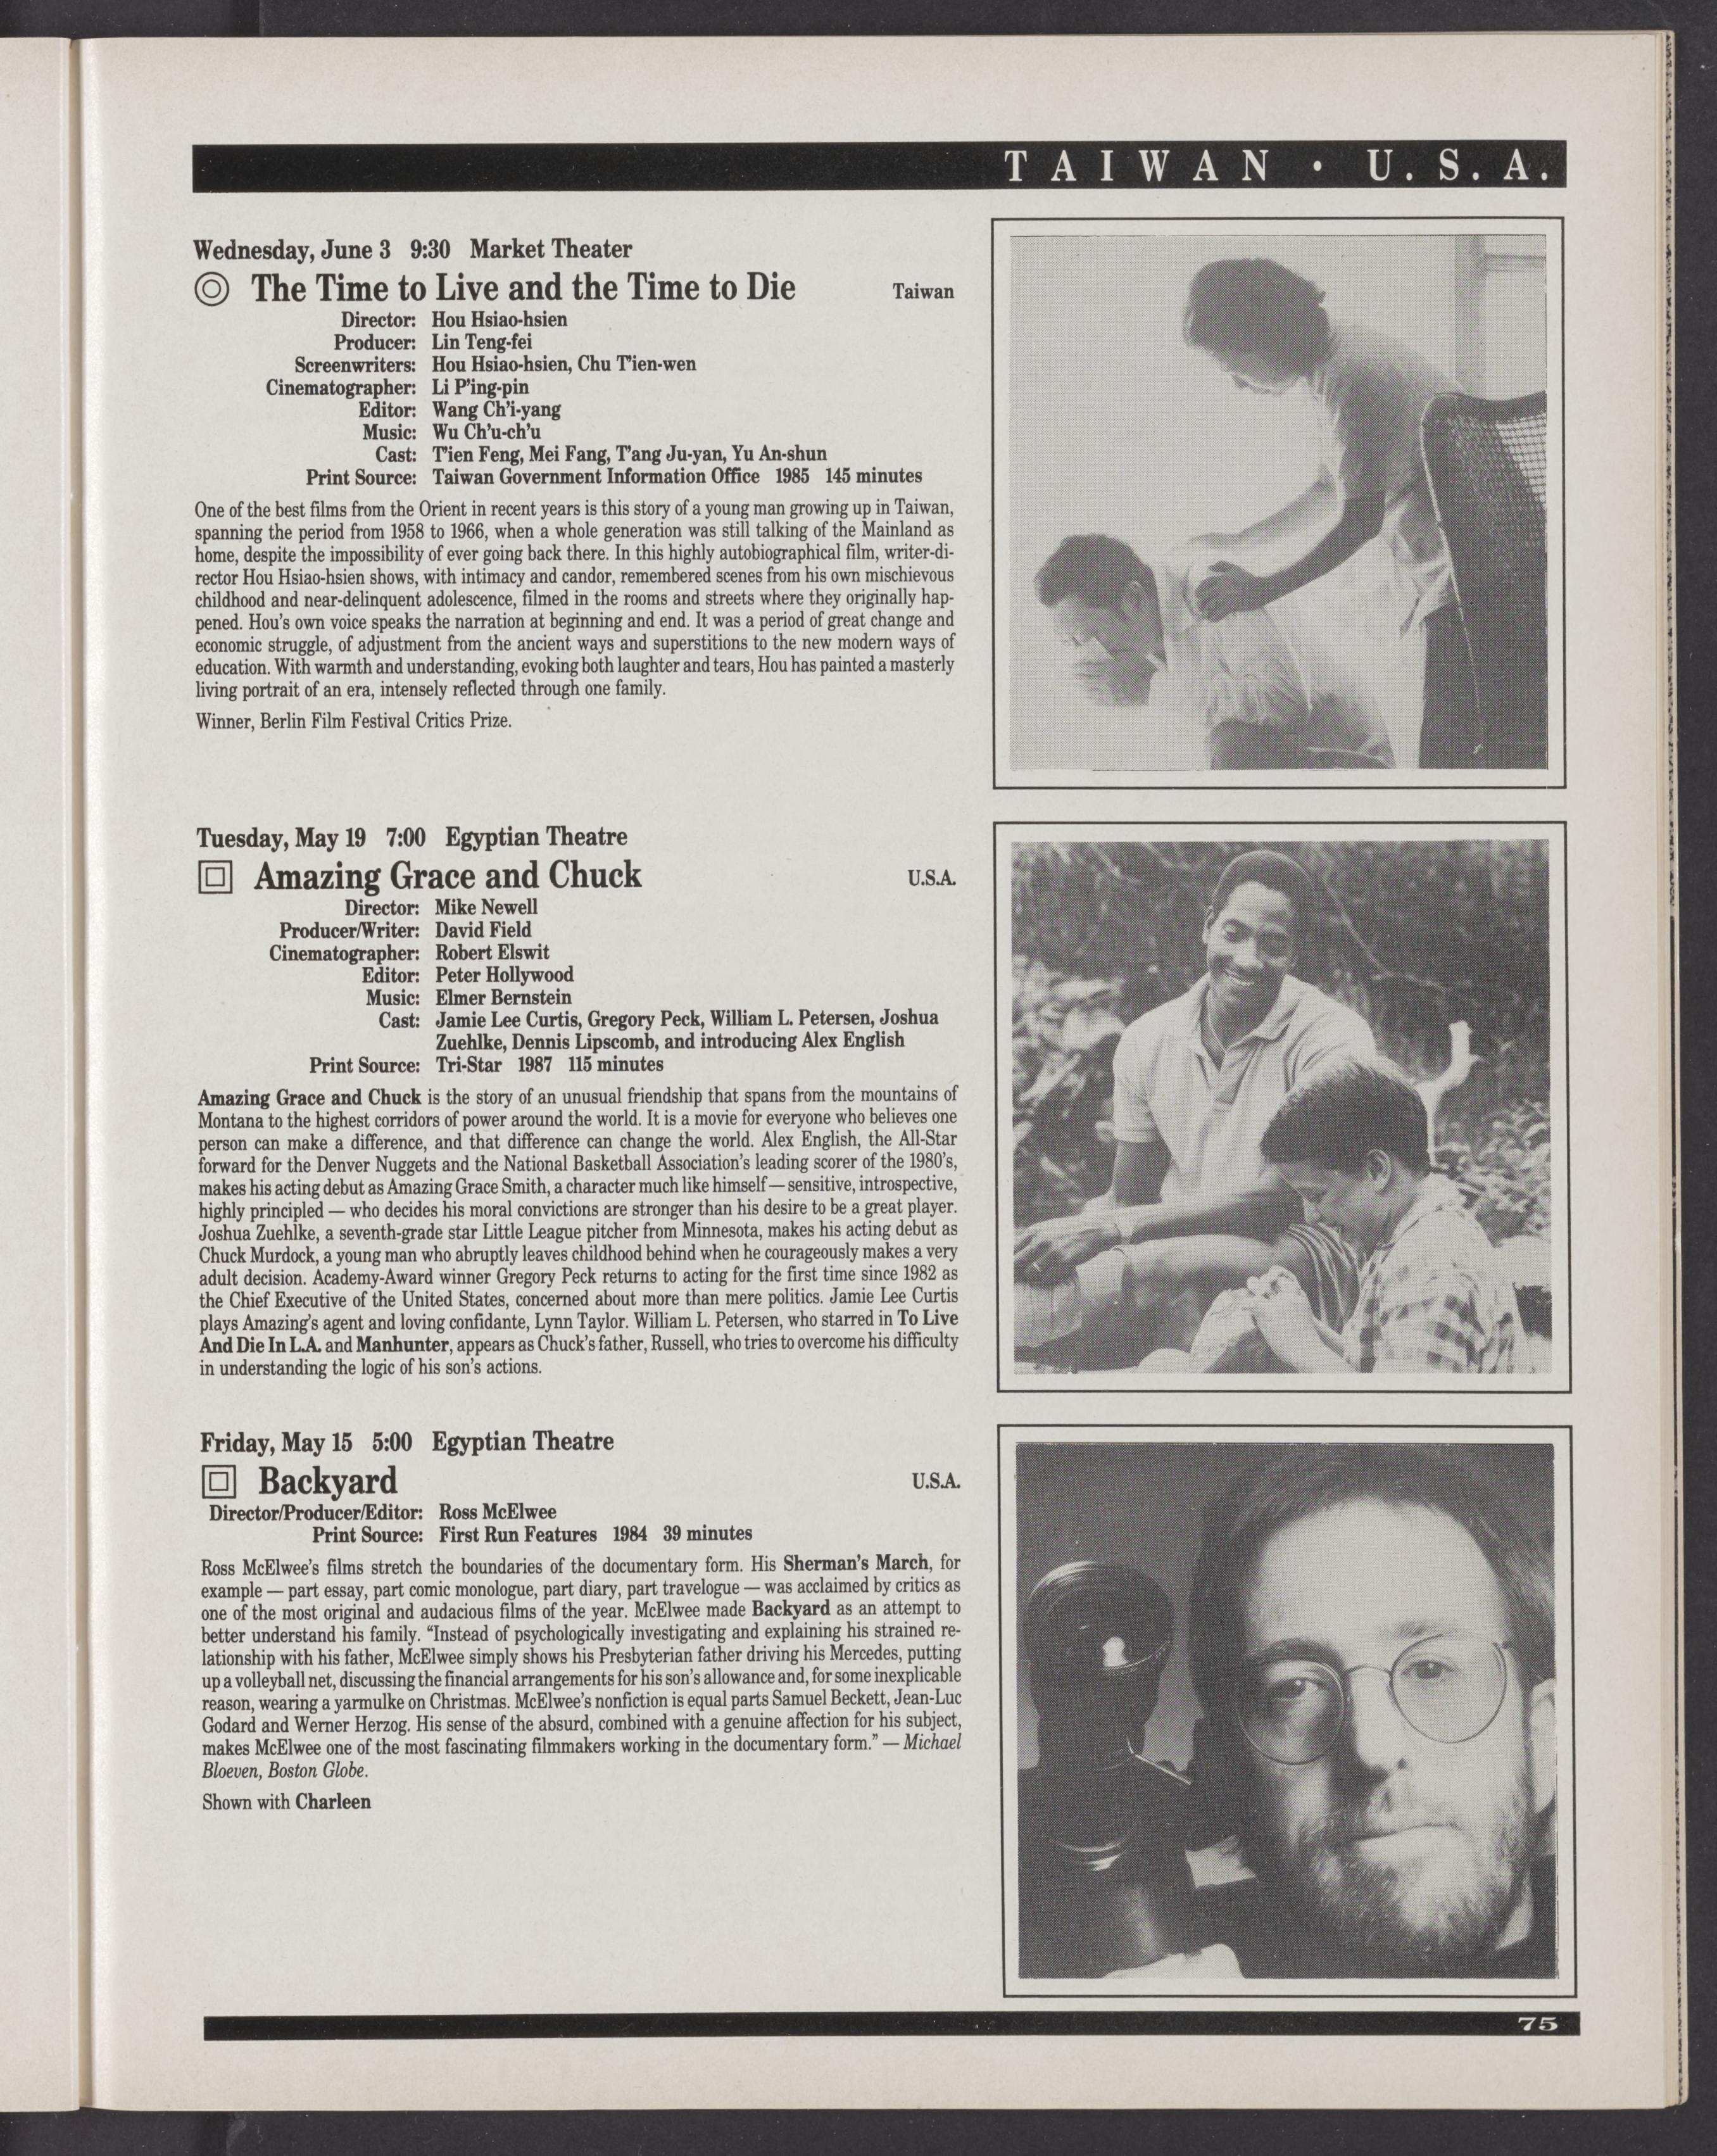 TAIWAN • U.S.A.
Wednesday, June 3 9:30 Market Theater
The Time to Live and the Time to Die Taiwan
Director: Hou Hsiao-hsien
Producer: Lin Teng-fei
Screenwriters: Hou Hsiao-hsien, Chu T'ien-wen
Cinematographer: Li P'ing-pin
Editor: Wang Ch'i-yang
Music: Wu Ch'u-ch'u
Cast: T'ien Feng, Mei Fang, T'ang Ju-yan, Yu An-shun
Print Source: Taiwan Government Information Office 1985 145 minutes
One of the best films from the Orient in recent years is this story of a young man growing up in Taiwan,
spanning the period from 1958 to 1966, when a whole generation was still talking of the Mainland as
home, despite the impossibility of ever going back there. In this highly autobiographical film, writer-di-
rector Hou Hsiao-hsien shows, with intimacy and candor, remembered scenes from his own mischievous
childhood and near-delinquent adolescence, filmed in the rooms and streets where they originally hap-
pened. Hou's own voice speaks the narration at beginning and end. It was a period of great change and
economic struggle, of adjustment from the ancient ways and superstitions to the new modern ways of
education. With warmth and understanding, evoking both laughter and tears, Hou has painted a masterly
living portrait of an era, intensely reflected through one family.
Winner, Berlin Film Festival Critics Prize.
Tuesday, May 19 7:00 Egyptian Theatre
Amazing Grace and Chuck U.S.A.
Director: Mike Newell
Producer/Writer: David Field
Cinematographer: Robert Elswit
Editor: Peter Hollywood
Music: Elmer Bernstein
Cast: Jamie Lee Curtis, Gregory Peck, William L. Petersen, Joshua
Zuehlke, Dennis Lipscomb, and introducing Alex English
Print Source: Tri-Star 1987 115 minutes
Amazing Grace and Chuck is the story of an unusual friendship that spans from the mountains of
Montana to the highest corridors of power around the world. It is a movie for everyone who believes one
person can make a difference, and that difference can change the world. Alex English, the All-Star
forward for the Denver Nuggets and the National Basketball Association's leading scorer of the 1980's,
makes his acting debut as Amazing Grace Smith, a character much like himself — sensitive, introspective,
highly principled — who decides his moral convictions are stronger than his desire to be a great player.
Joshua Zuehlke, a seventh-grade star Little League pitcher from Minnesota, makes his acting debut as
Chuck Murdock, a young man who abruptly leaves childhood behind when he courageously makes a very
adult decision. Academy-Award winner Gregory Peck returns to acting for the first time since 1982 as
the Chief Executive of the United States, concerned about more than mere politics. Jamie Lee Curtis
plays Amazing's agent and loving confidante, Lynn Taylor. William L. Petersen, who starred in To Live
And Die In L.A. and Manhunter, appears as Chuck's father, Russell, who tries to overcome his difficulty
in understanding the logic of his son's actions.
Friday, May 15 5:00 Egyptian Theatre
Backyard U.S.A.
Director/Producer/Editor: Ross McElwee
Print Source: First Run Features 1984 39 minutes
Ross McElwee's films stretch the boundaries of the documentary form. His Sherman's March, for
example — part essay, part comic monologue, part diary, part travelogue — was acclaimed by critics as
one of the most original and audacious films of the year. McElwee made Backyard as an attempt to
better understand his family. "Instead of psychologically investigating and explaining his strained re-
lationship with his father, McElwee simply shows his Presbyterian father driving his Mercedes, putting
up a volleyball net, discussing the financial arrangements for his son's allowance and, for some inexplicable
reason, wearing a yarmulke on Christmas. McElwee's nonfiction is equal parts Samuel Beckett, Jean-Luc
Godard and Werner Herzog. His sense of the absurd, combined with a genuine affection for his subject,
makes McElwee one of the most fascinating filmmakers working in the documentary form." — Michael
Bloeven, Boston Globe.
Shown with Charleen
75